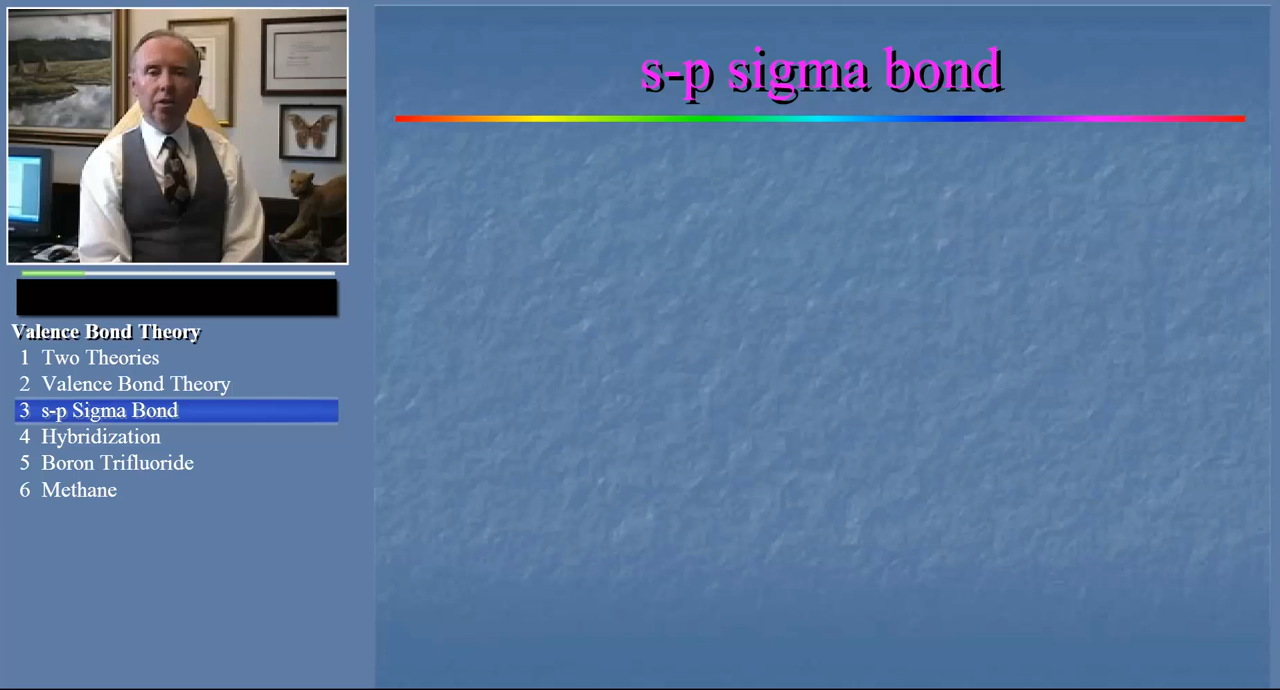 s-p sigma bond
Valence Bond Theory
1 Two Theories
2 Valence Bond Theory
3 s-p Sigma Bond
4 Hybridization
5 Boron Trifluoride
6 Methane